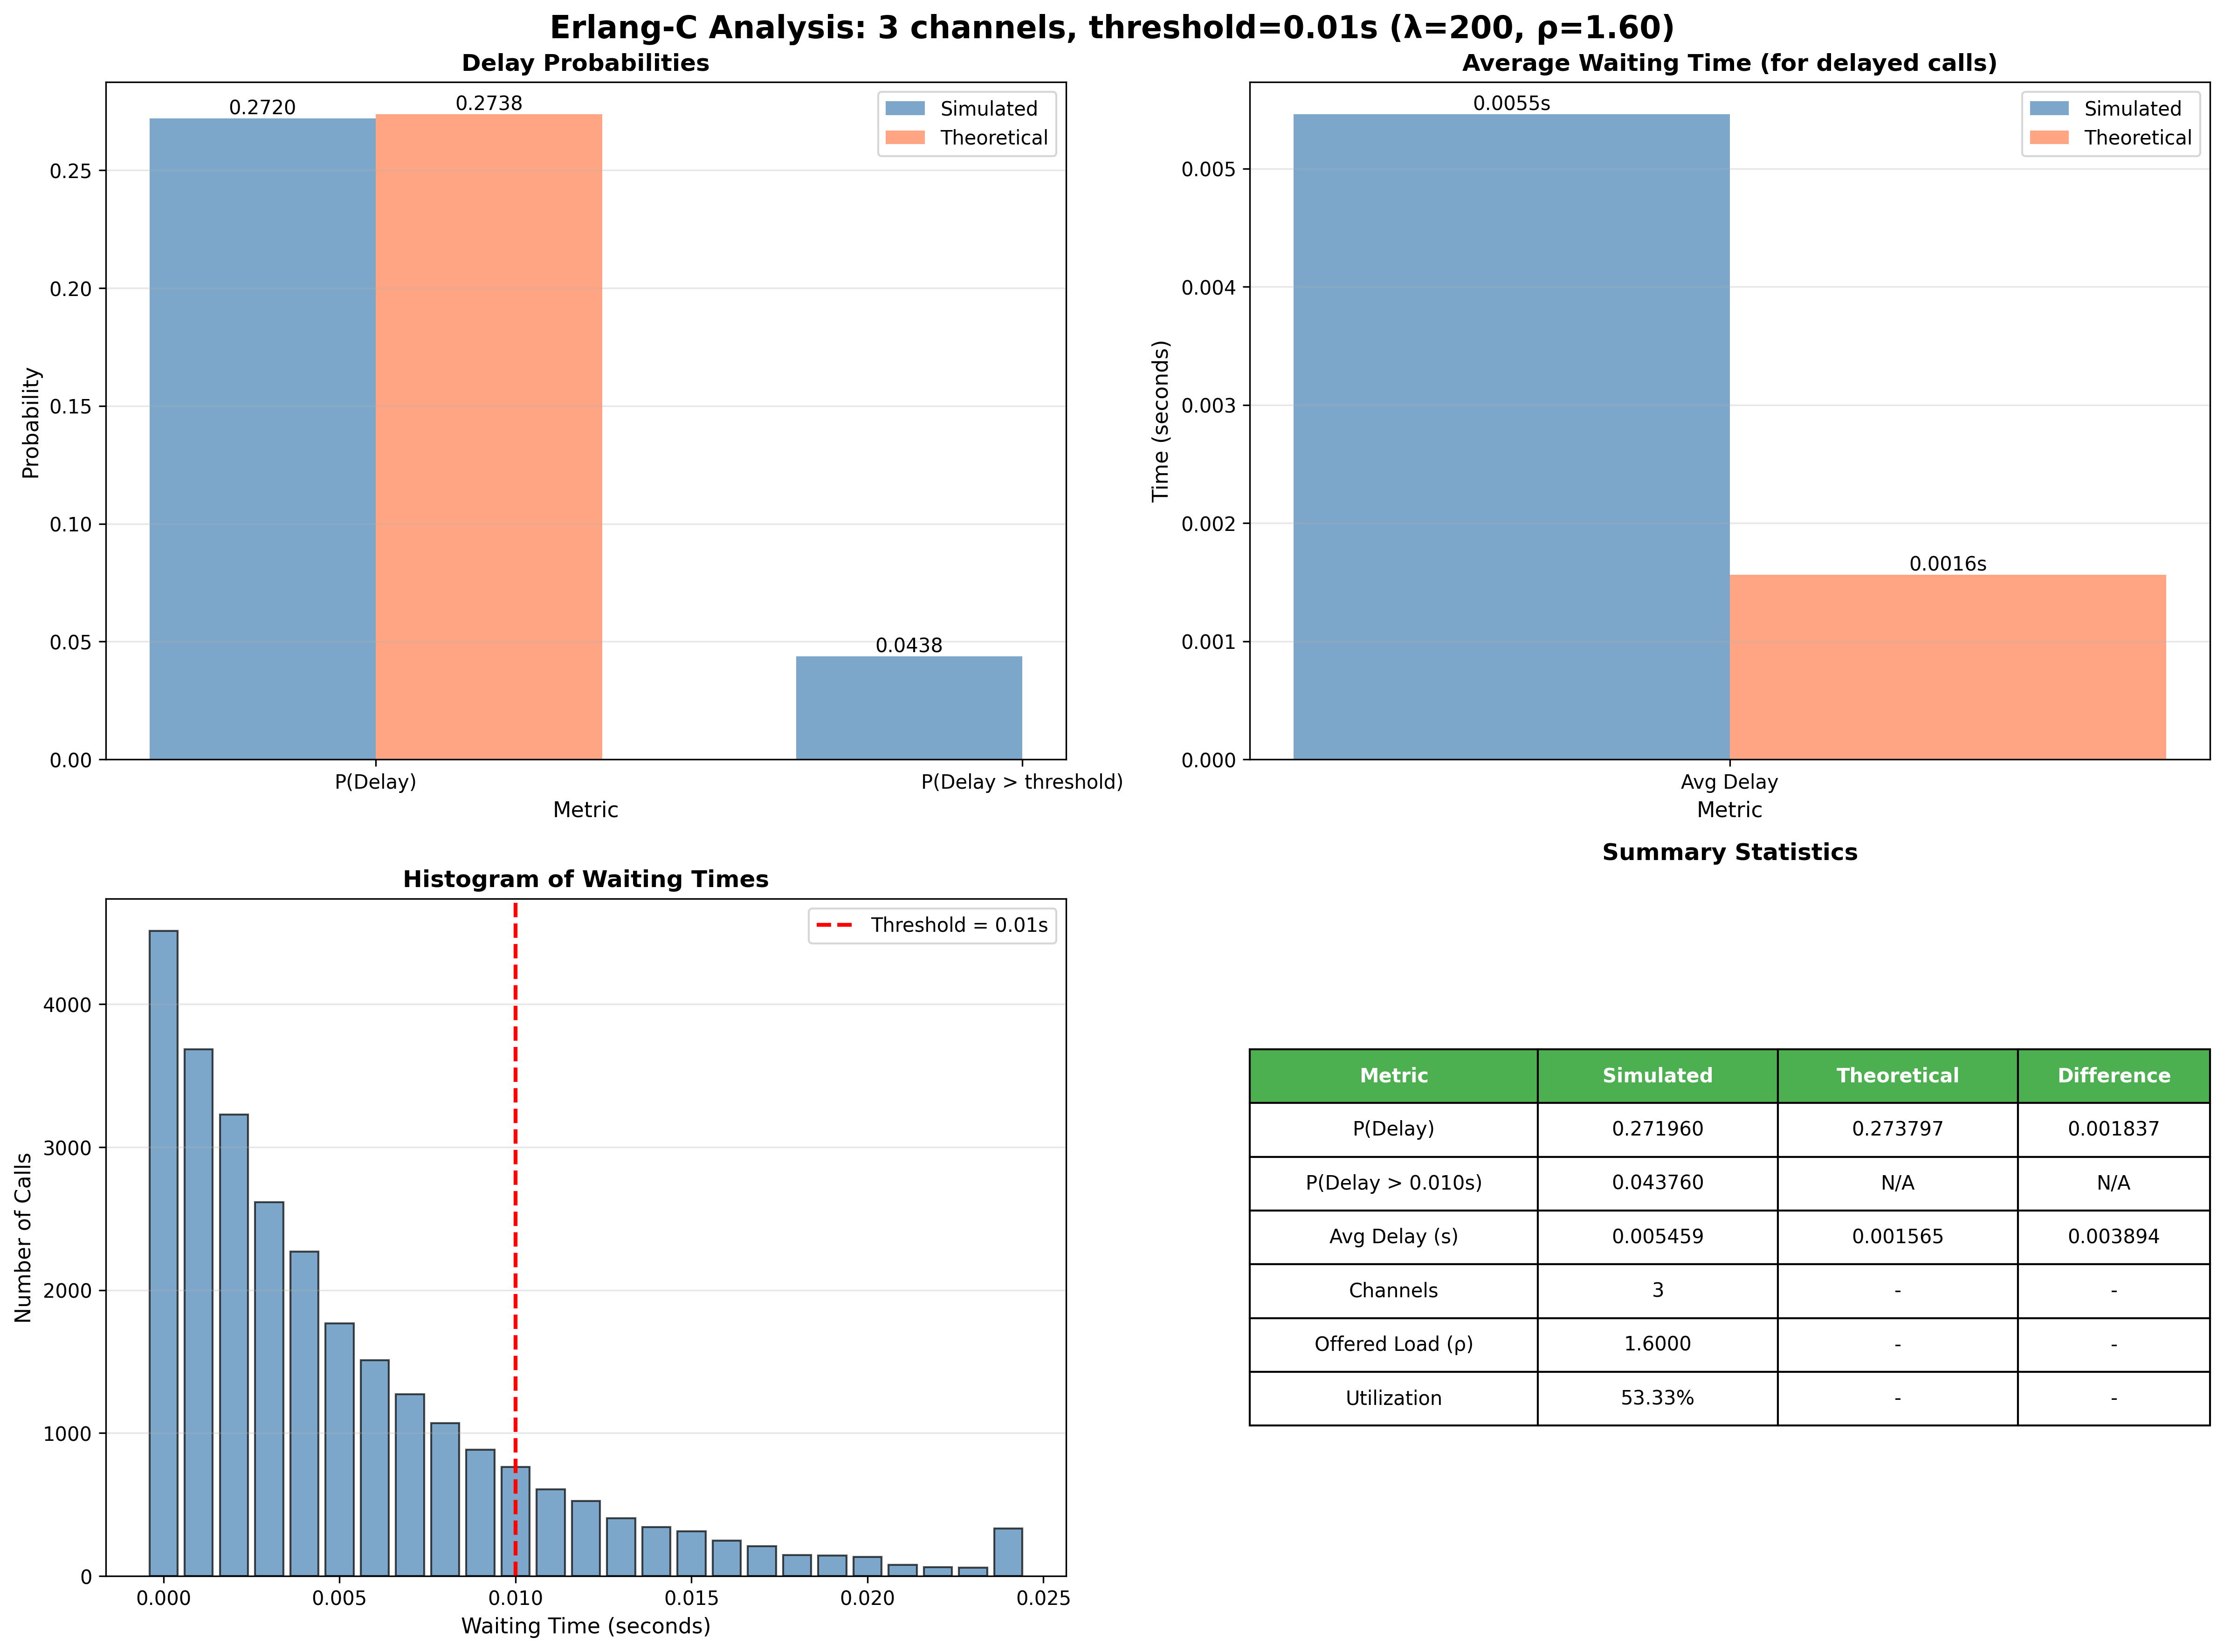 Erlang-C Analysis: 3 channels, threshold=0.01s (λ=200, ρ=1.60)
Delay Probabilities
0.2720
0.2738
0.0438
Simulated
Theoretical
0.25
0.20
0.15
0.10
0.05
0.00
Probability
P(Delay)
P(Delay > threshold)
Metric
Average Waiting Time (for delayed calls)
0.0055s
0.0016s
Simulated
Theoretical
0.005
0.004
0.003
0.002
0.001
0.000
Time (seconds)
Avg Delay
Metric
Histogram of Waiting Times
Threshold = 0.01s
4000
3000
2000
1000
0
Number of Calls
0.000 0.005 0.010 0.015 0.020 0.025
Waiting Time (seconds)
Summary Statistics
Metric Simulated Theoretical Difference
P(Delay) 0.271960 0.273797 0.001837
P(Delay > 0.010s) 0.043760 N/A N/A
Avg Delay (s) 0.005459 0.001565 0.003894
Channels 3 - -
Offered Load (ρ) 1.6000 - -
Utilization 53.33% - -